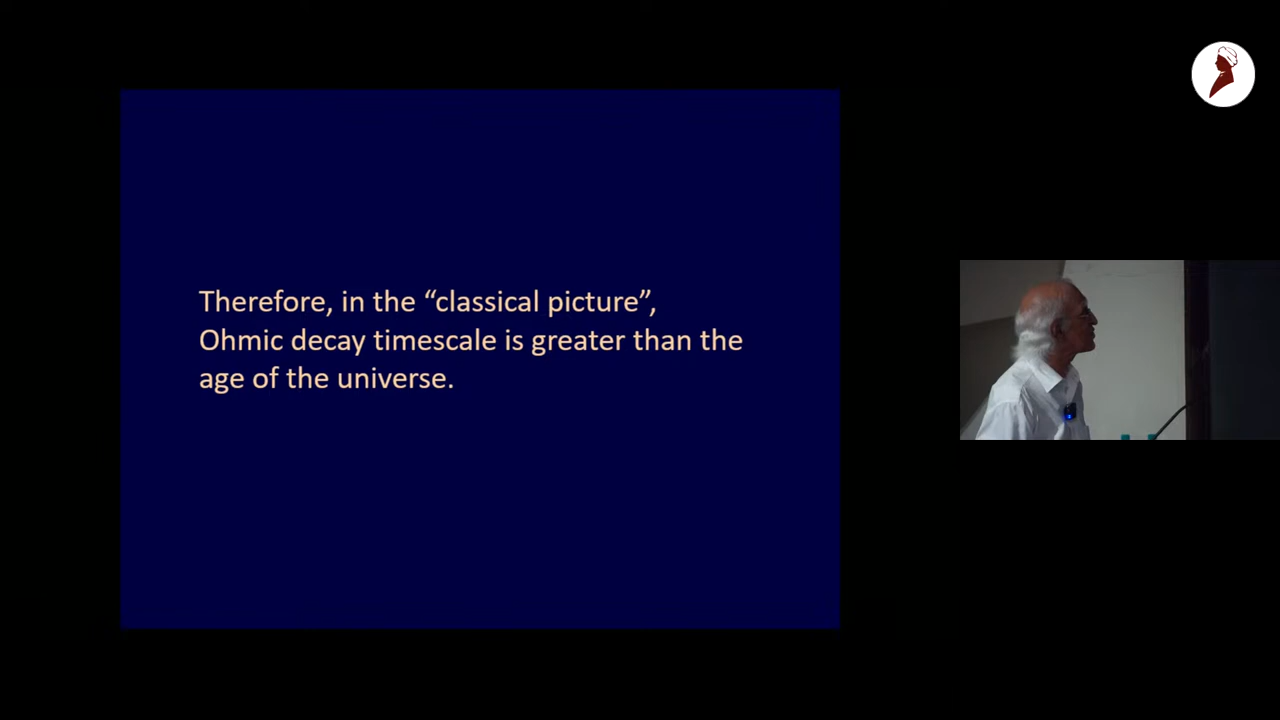 Therefore, in the “classical picture”,
Ohmic decay timescale is greater than the
age of the universe.